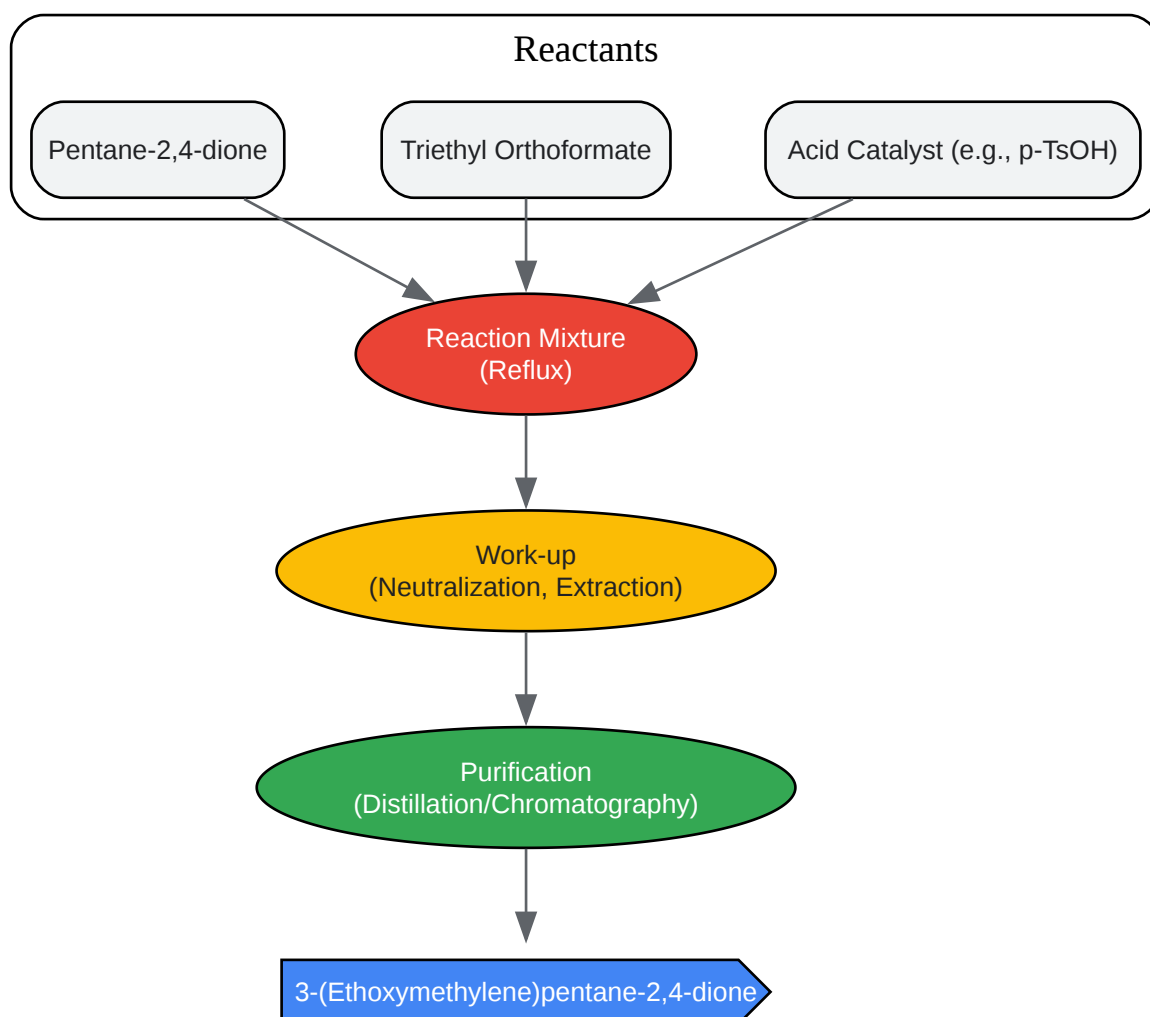 Reactants
Pentane-2,4-dione
Triethyl Orthoformate
Acid Catalyst (e.g., p-TsOH)
Reaction Mixture
(Reflux)
Work-up
(Neutralization, Extraction)
Purification
(Distillation/Chromatography)
3-(Ethoxymethylene)pentane-2,4-dione